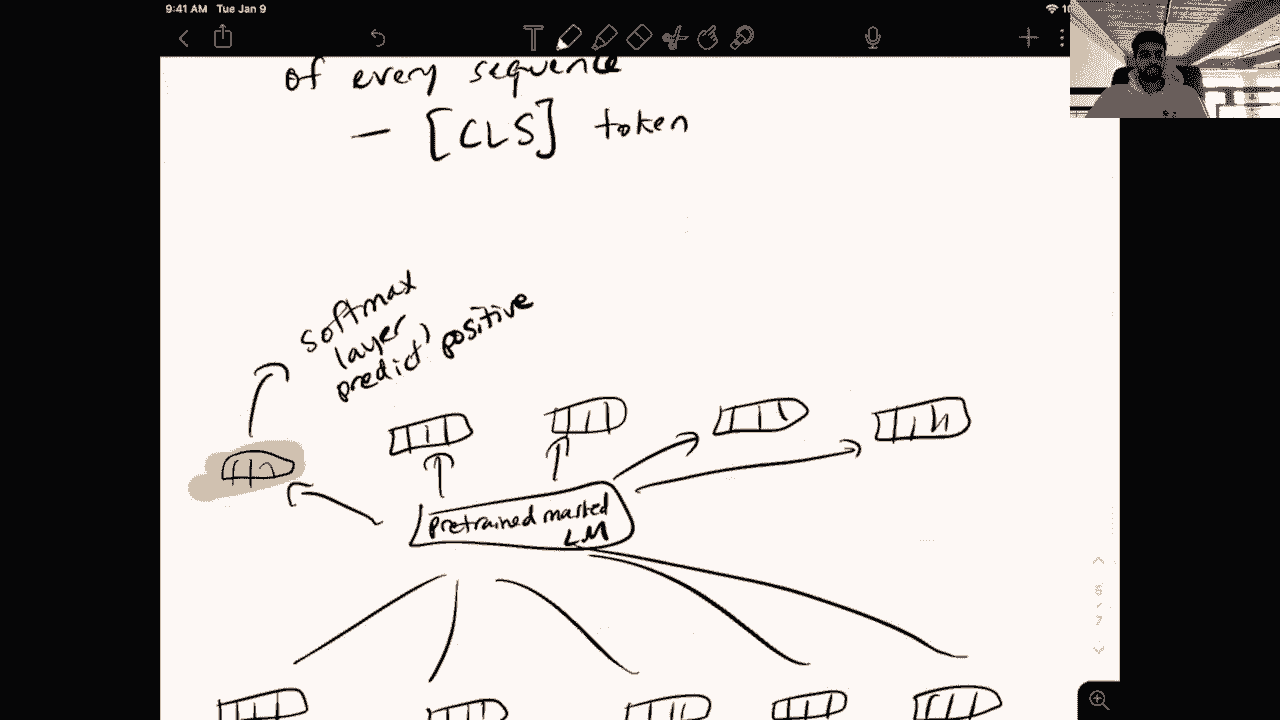 9:41 AM Tue Jan 9
of every sequence
— [CLS] token
softmax
layer,
predict positive
pretrained masked
LM
5
/
7